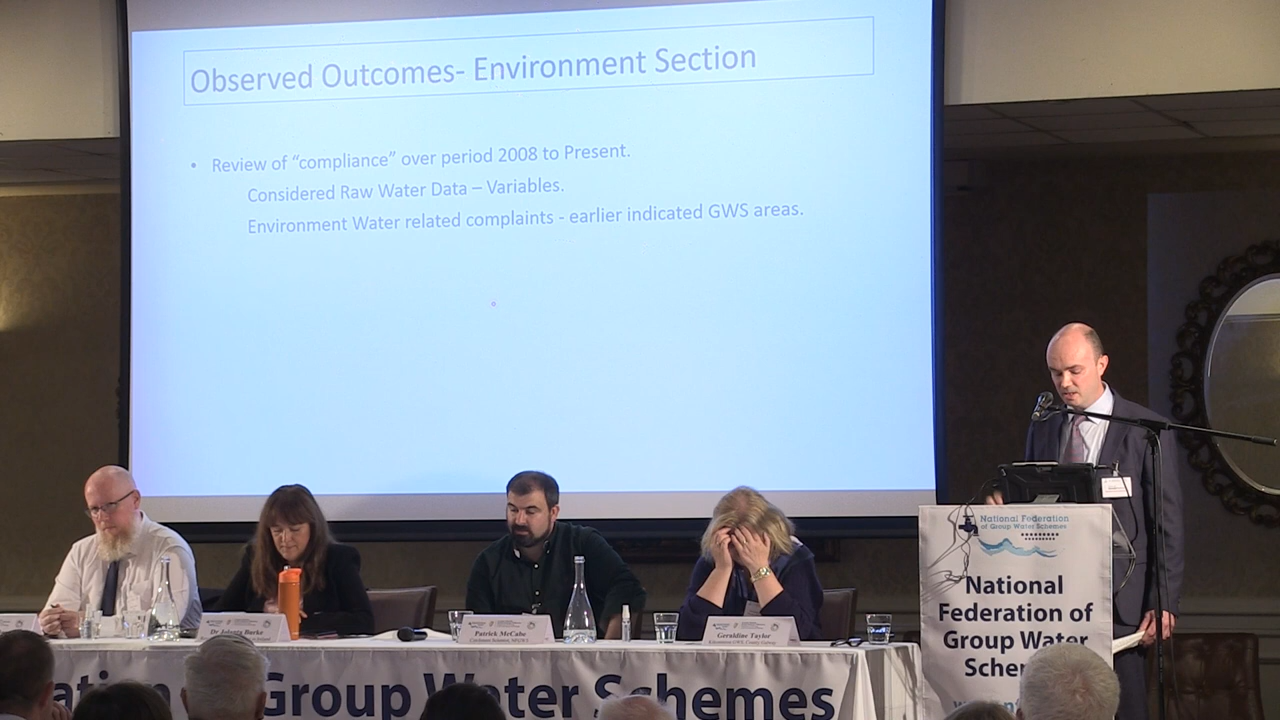 Observed Outcomes- Environment Section
• Review of “compliance” over period 2008 to Present.
Considered Raw Water Data – Variables.
Environment Water related complaints - earlier indicated GWS areas.
National Federation
of Group Water Schemes
National
Federation of
Group Water
Patrick McCabe
Geraldine Taylor
Group Water Schemes